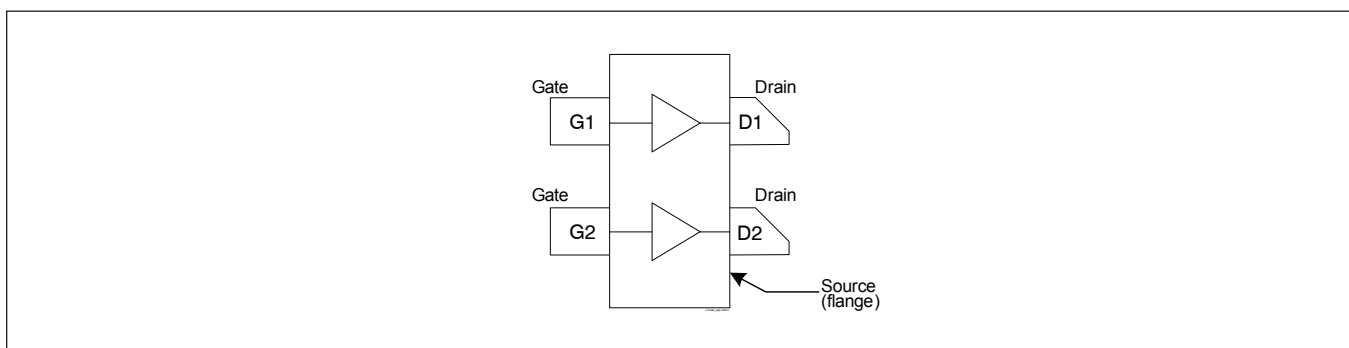 Gate
Drain
G1
D1
Gate
Drain
G2
D2
Source
(flange)